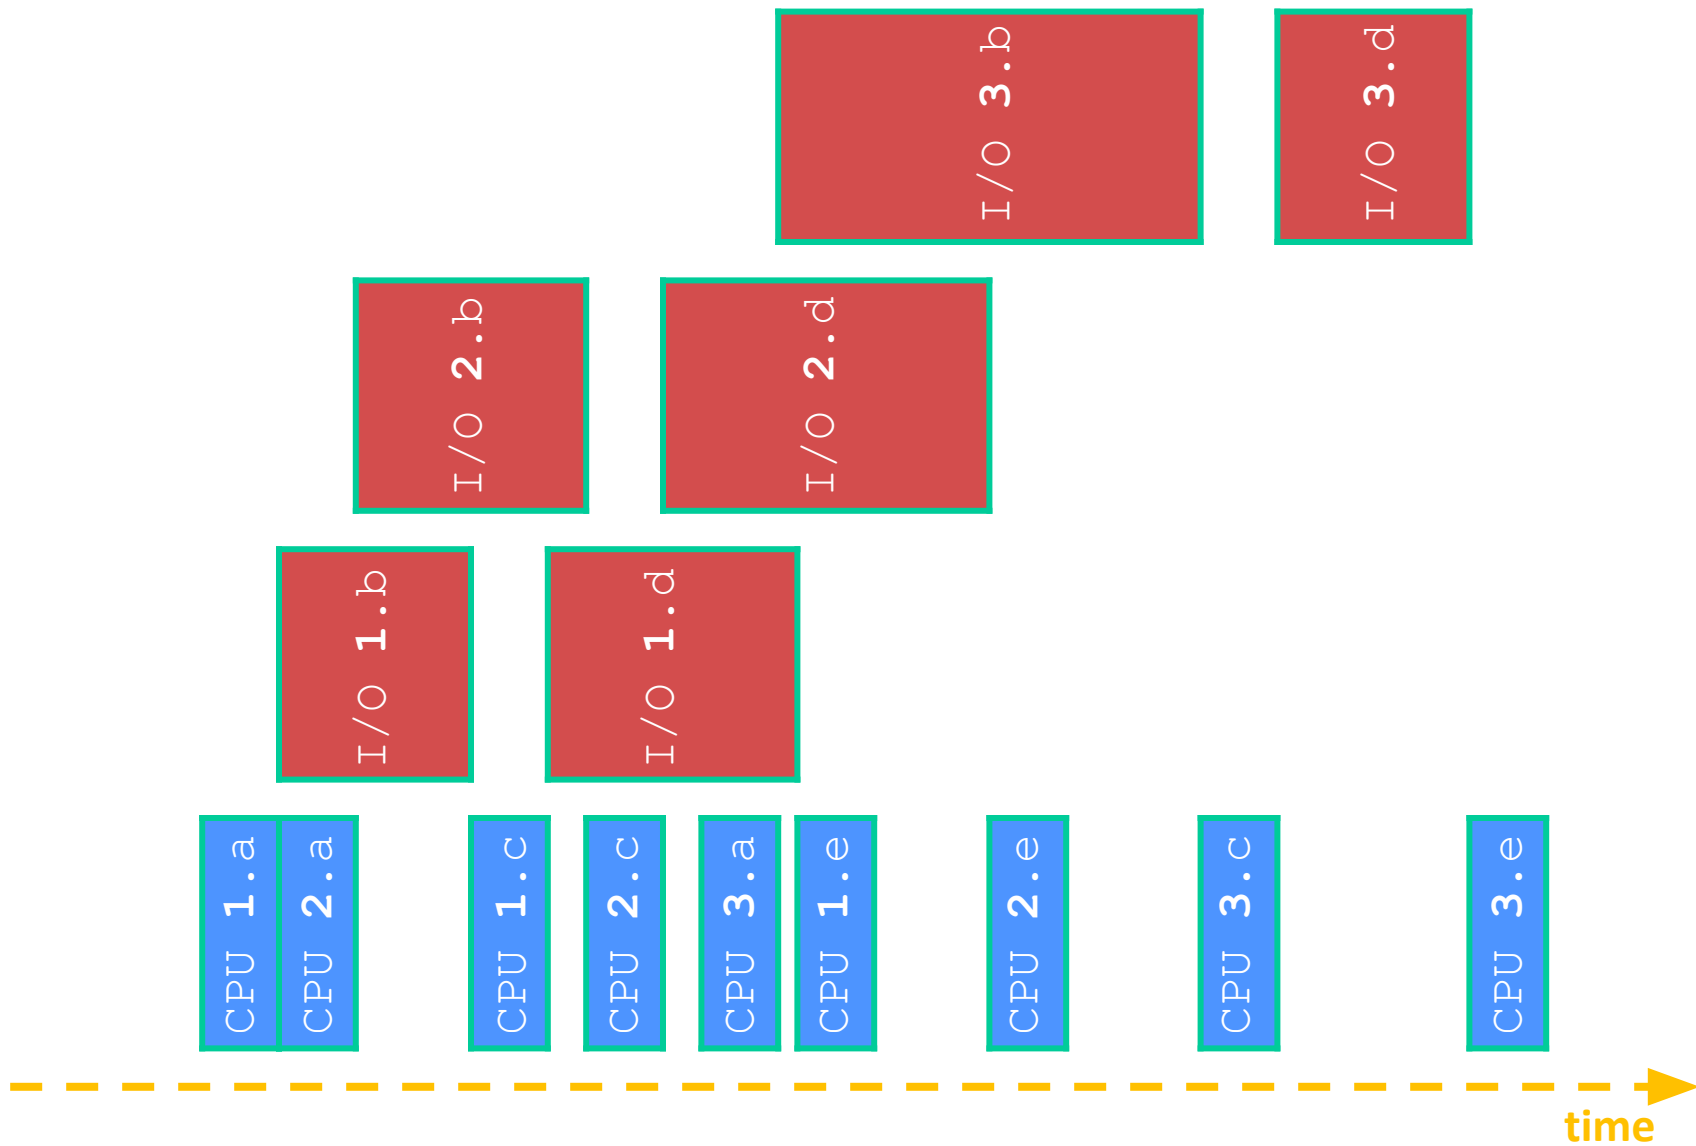 I/O 3.b
I/O 3.d
I/O 2.b
I/O 2.d
I/O 1.b
I/O 1.d
CPU 1.a
CPU 2.a
CPU 1.c
CPU 2.c
CPU 3.a
CPU 1.e
CPU 2.e
CPU 3.c
CPU 3.e
time